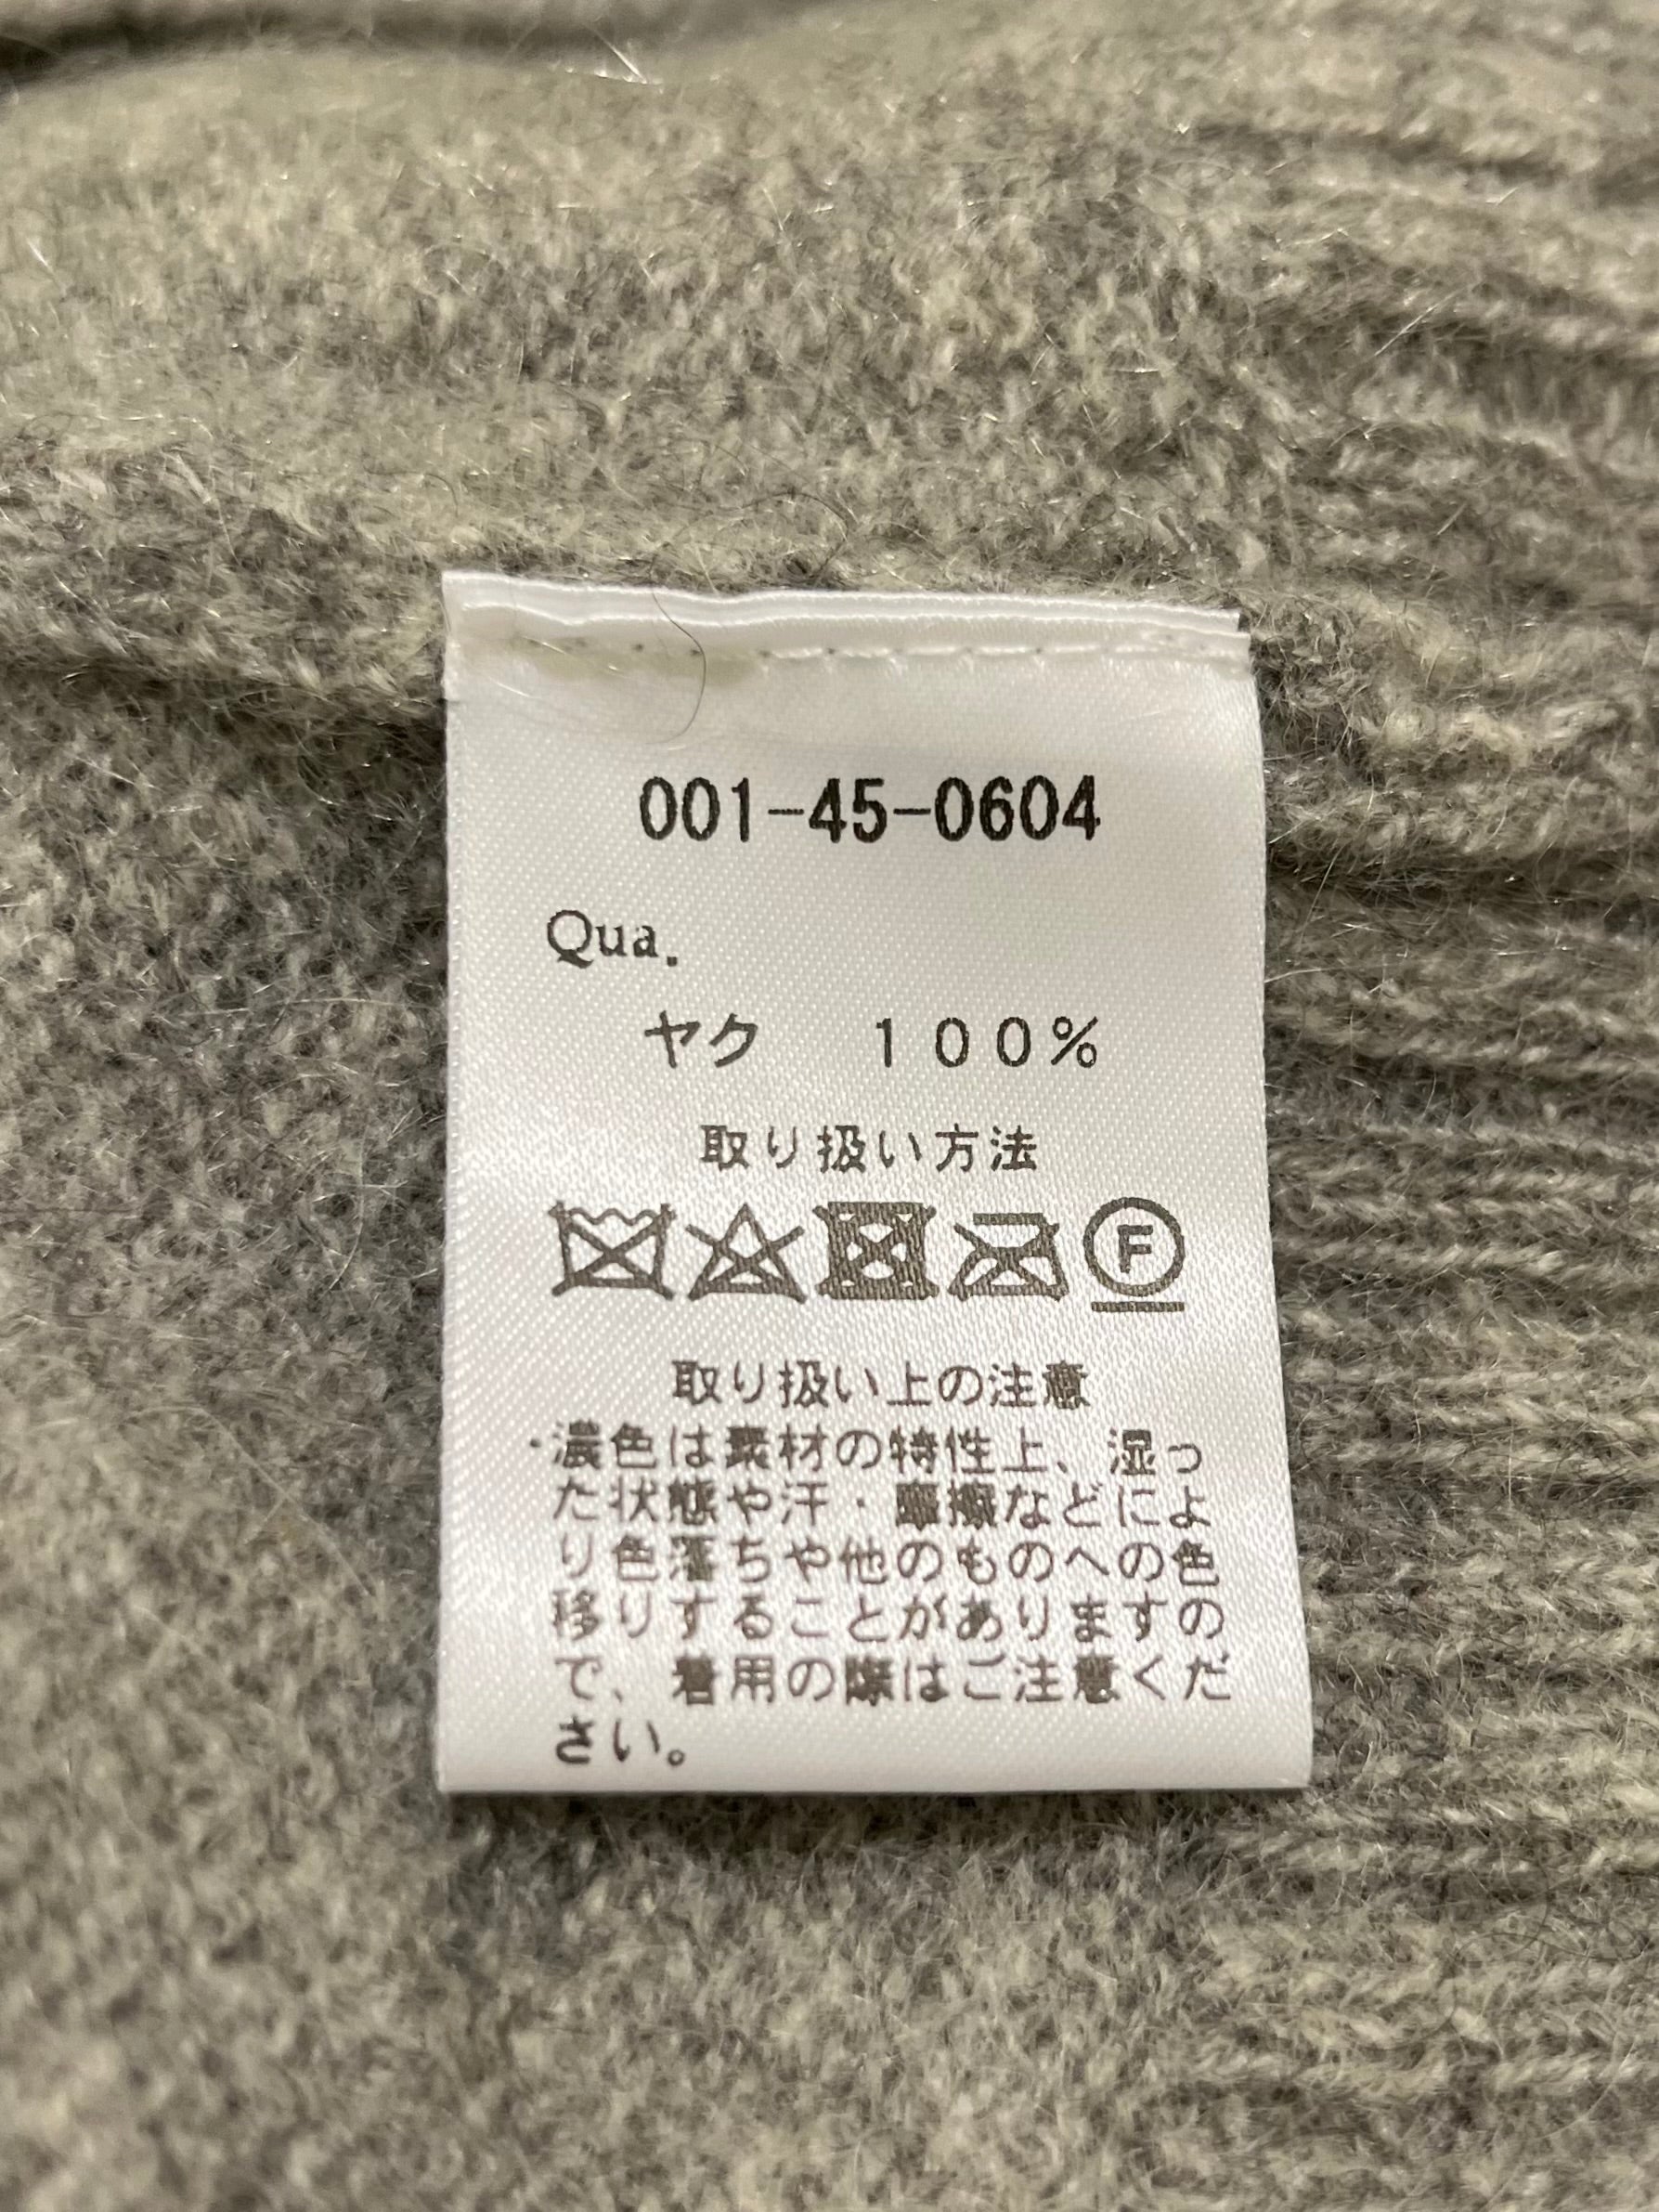 001-45-0604
Qua.
ヤク　１００％
取り扱い方法
F
取り扱い上の注意
・濃色は素材の特性上、湿っ
た状態や汗・摩擦などによ
り色落ちや他のものへの色
移りすることがありますの
で、着用の際はご注意くだ
さい。